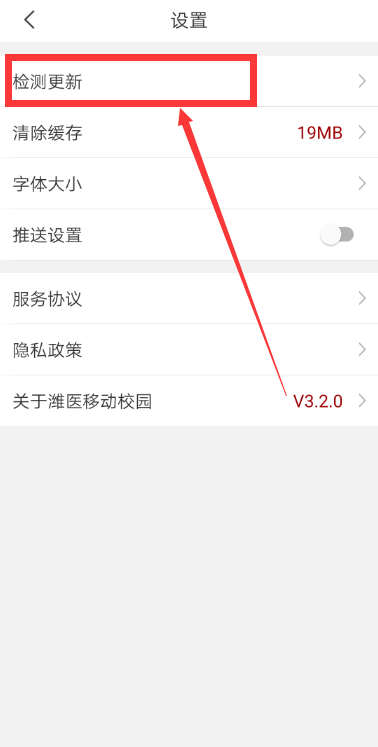 设置
检测更新
清除缓存 19MB
字体大小
推送设置
服务协议
隐私政策
关于潍医移动校园 V3.2.0